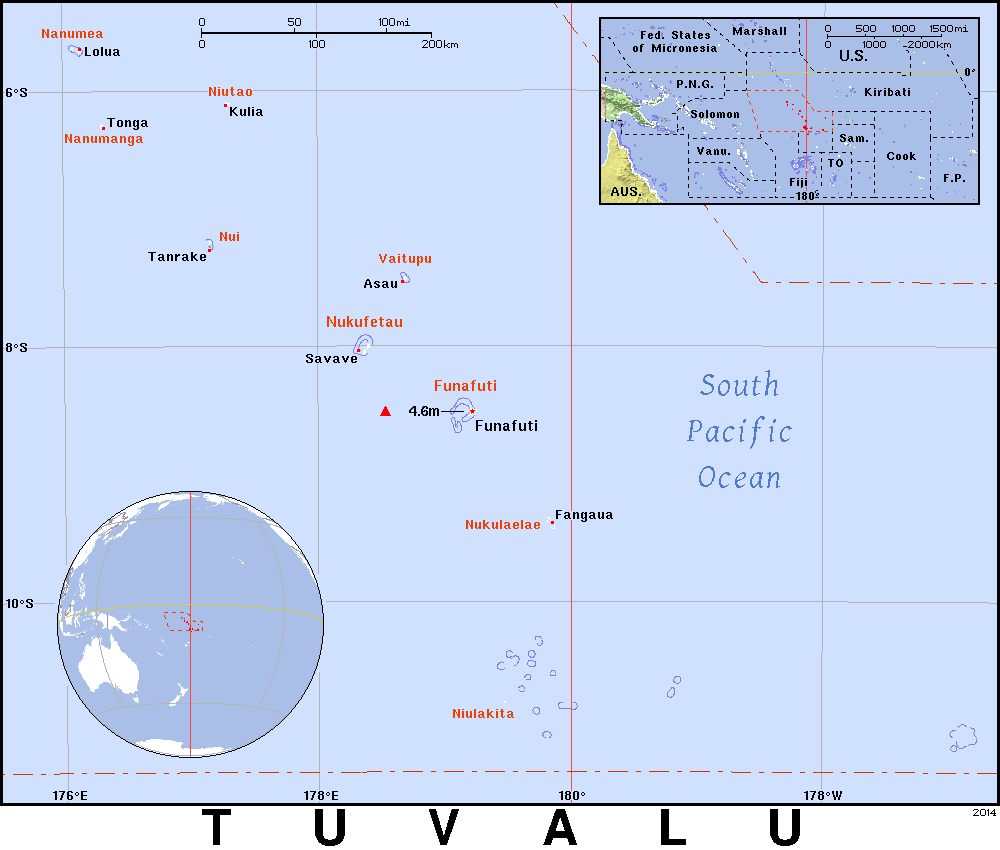 Nanumea
Lolua
0 50 100mi
0 100 200km
6°S
Niutao
Kulia
Tonga
Nanumanga
Nui
Tanrake
Vaitupu
Asau
Nukufetau
8°S
Savave
Funafuti
4.6m
Funafuti
South
Pacific
Ocean
Fangaua
Nukulaelae
10°S
Niulakita
176°E 178°E 180° 178°W
Fed. States
of Micronesia
Marshall
0 500 1000 1500mi
0 1000 2000km
U.S.
0°
P.N.G.
Kiribati
Solomon
Sam.
Vanu.
TO
Cook
Fiji
F.P.
AUS.
180°
2014
TUVALU